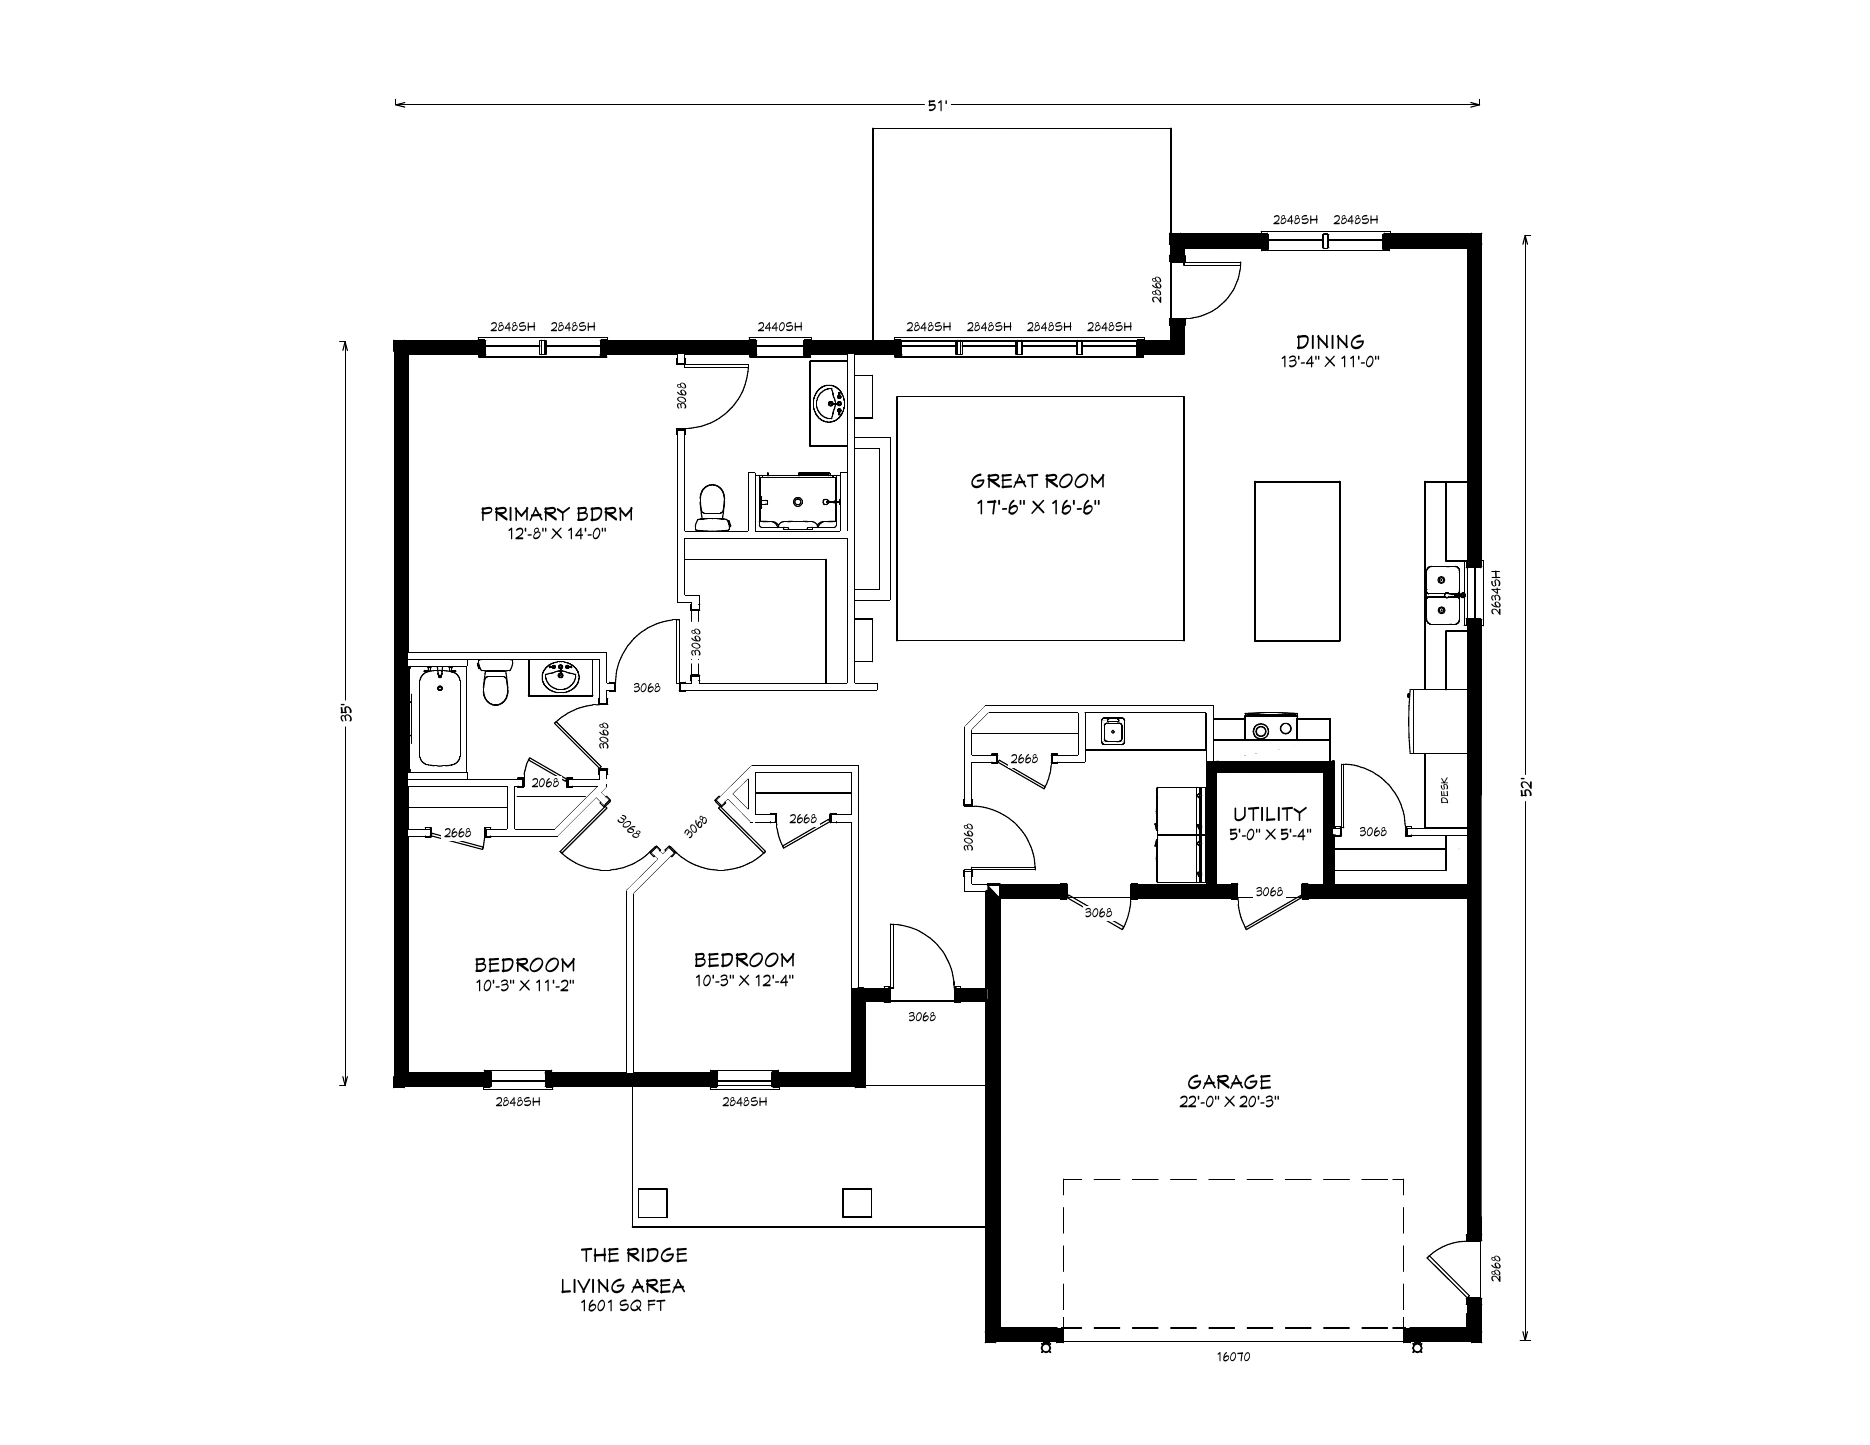 51'
2848SH 2848SH
2868
2848SH 2848SH
2440SH
2848SH 2848SH 2848SH 2848SH
DINING
13'-4" X 11'-0"
3068
GREAT ROOM
17'-6" X 16'-6"
PRIMARY BDRM
12'-8" X 14'-0"
2634SH
3068
3068
35'
3068
2668
2068
52'
DESK
UTILITY
5'-0" X 5'-4"
2668
3068
3068
2668
3068
3068
3068
3068
BEDROOM
10'-3" X 11'-2"
BEDROOM
10'-3" X 12'-4"
3068
GARAGE
22'-0" X 20'-3"
2848SH
2848SH
THE RIDGE
LIVING AREA
1601 SQ FT
2868
16070